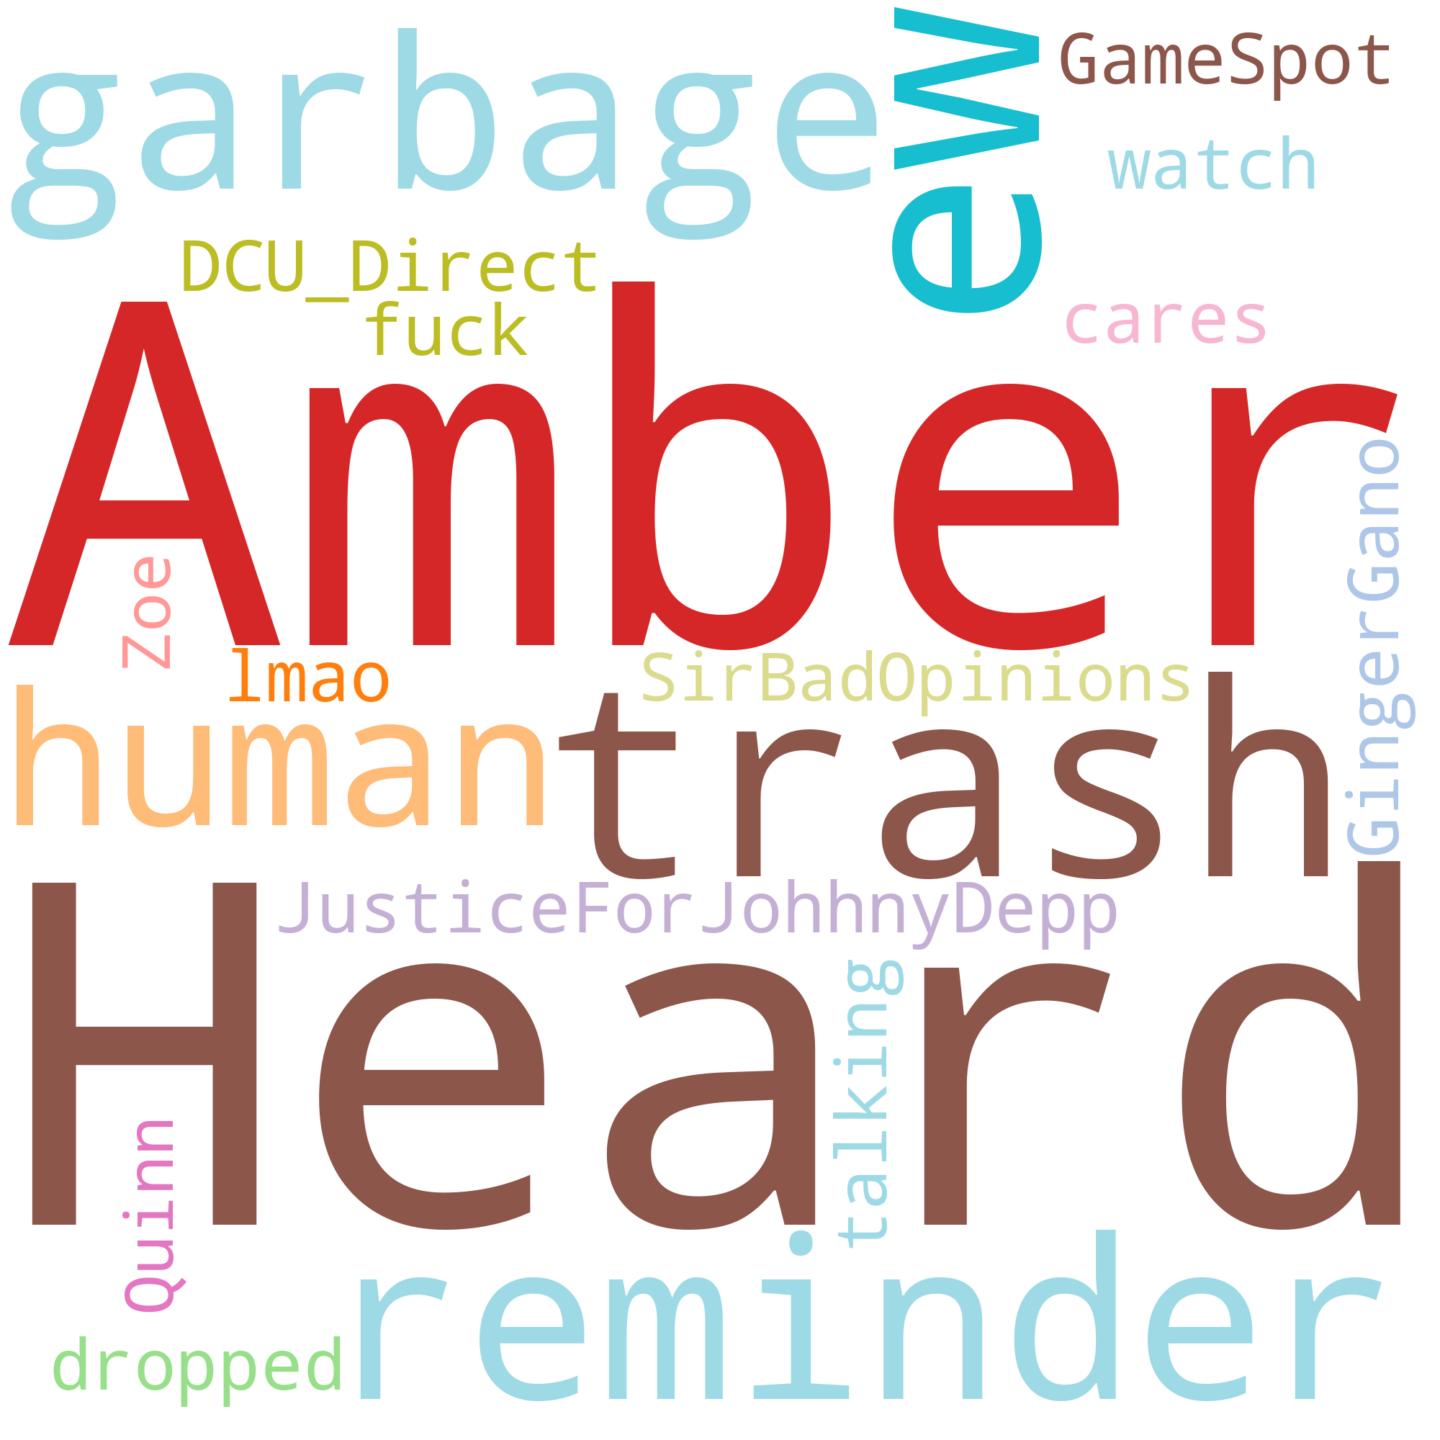 garbage
ew
GameSpot
watch
DCU_Direct
fuck
cares
Amber
GingerGano
Zoe
lmao
SirBadOpinions
human
trash
JusticeForJohhnyDepp
Heard
talking
Quinn
reminder
dropped